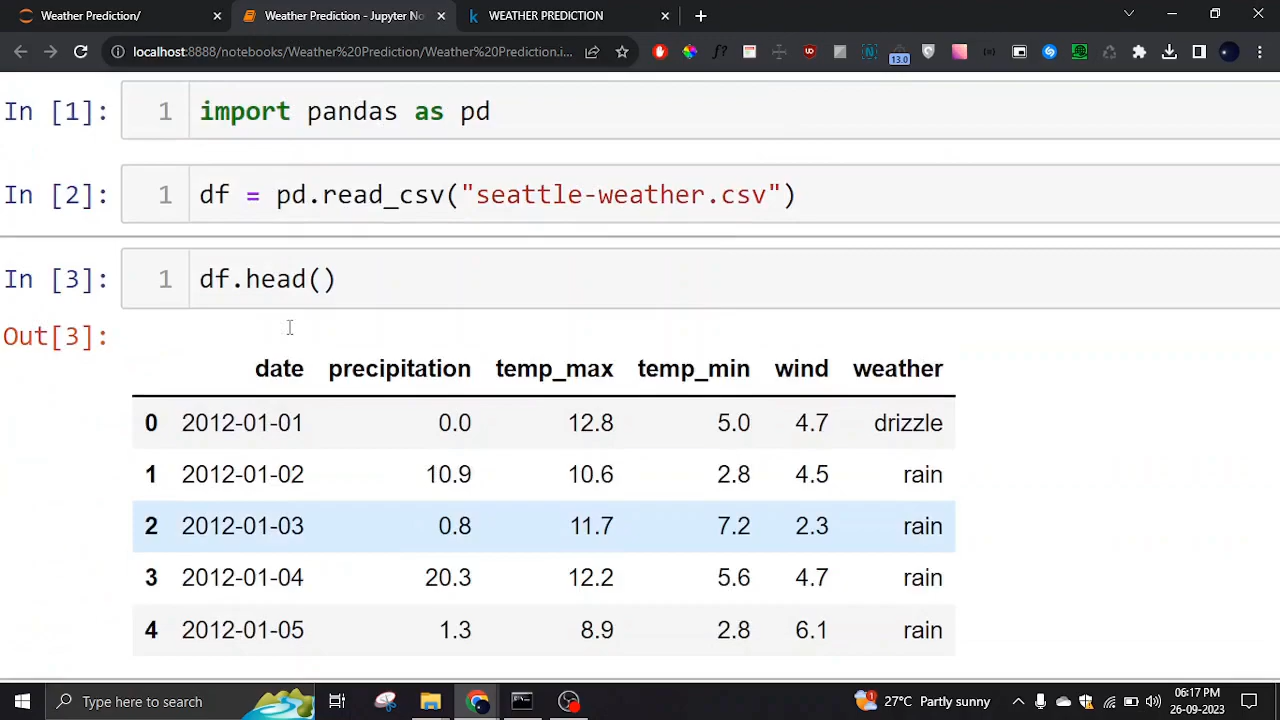 Weather Prediction/
Weather Prediction - Jupyter No
k WEATHER PREDICTION
localhost:8888/notebooks/Weather%20Prediction/Weather%20Prediction.i...
f?
13.0
In [1]: 1 import pandas as pd
In [2]: 1 df = pd.read_csv("seattle-weather.csv")
In [3]: 1 df.head()
Out[3]:
date precipitation temp_max temp_min wind weather
0 2012-01-01 0.0 12.8 5.0 4.7 drizzle
1 2012-01-02 10.9 10.6 2.8 4.5 rain
2 2012-01-03 0.8 11.7 7.2 2.3 rain
3 2012-01-04 20.3 12.2 5.6 4.7 rain
4 2012-01-05 1.3 8.9 2.8 6.1 rain
Type here to search
1 27°C Partly sunny
06:17 PM
26-09-2023